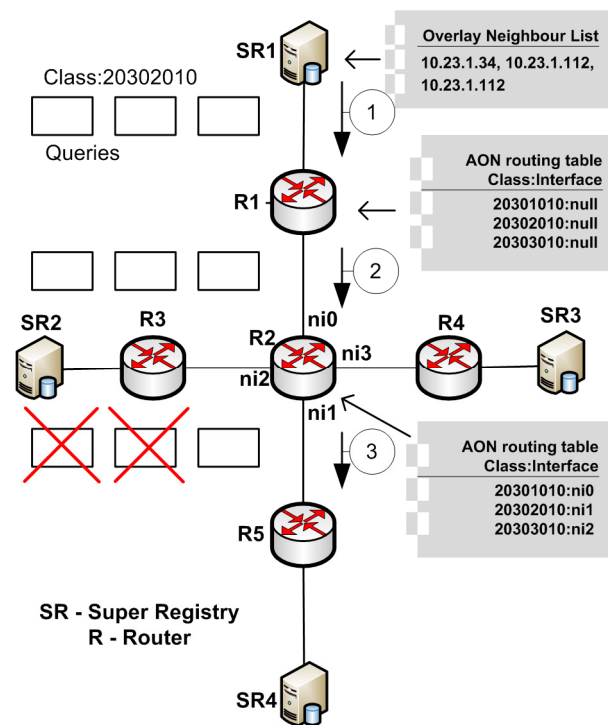 SR1
Overlay Neighbour List
10.23.1.34, 10.23.1.112,
10.23.1.112
Class:20302010
1
Queries
AON routing table
Class:Interface
20301010:null
20302010:null
20303010:null
R1
2
SR2
R3
R2
ni0
ni3
R4
SR3
ni2
ni1
3
AON routing table
Class:Interface
20301010:ni0
20302010:ni1
20303010:ni2
R5
SR - Super Registry
R - Router
SR4